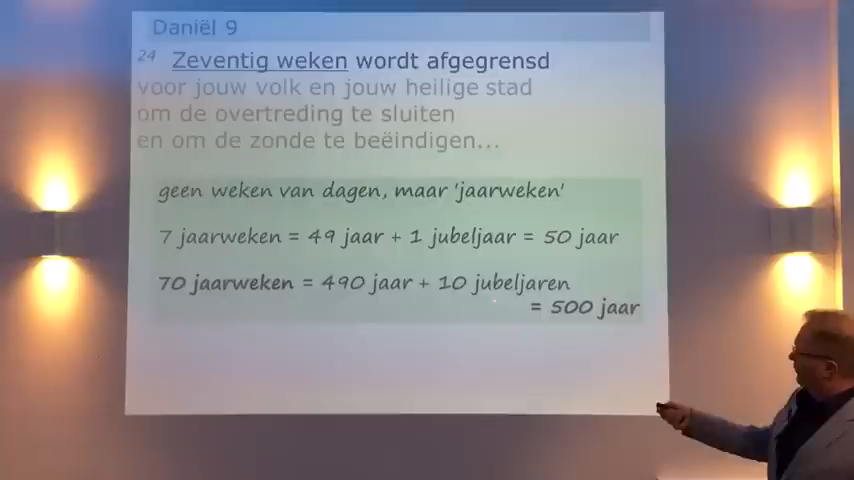 Daniël 9
24 Zeventig weken wordt afgegrensd
voor jouw volk en jouw heilige stad
om de overtreding te sluiten
en om de zonde te beëindigen...
geen weken van dagen, maar 'jaarweken'
7 jaarweken = 49 jaar + 1 jubeljaar = 50 jaar
70 jaarweken = 490 jaar + 10 jubeljaren
= 500 jaar